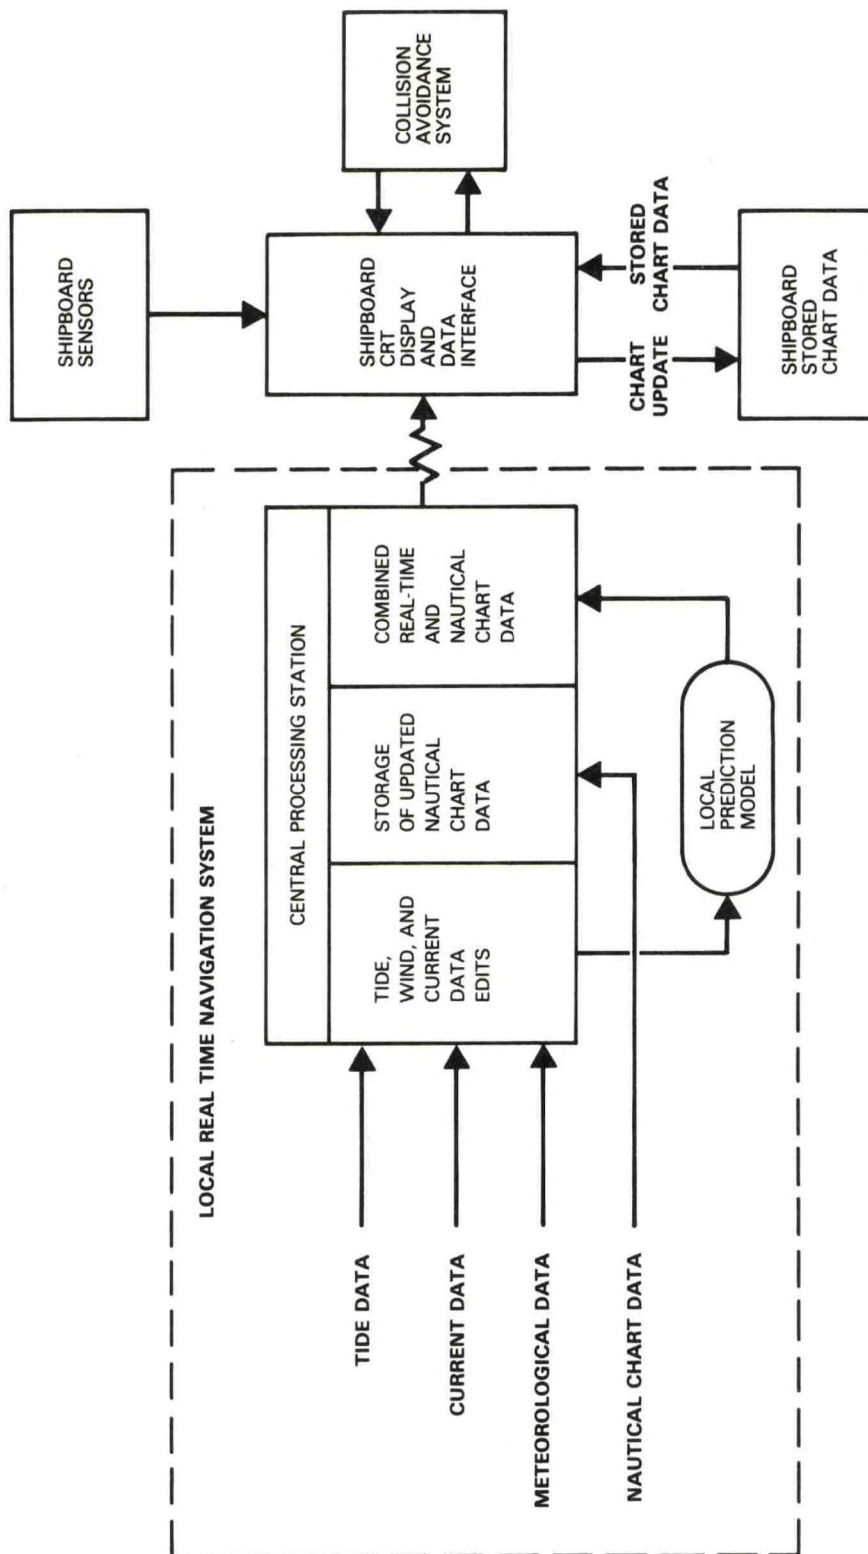 LOCAL REAL TIME NAVIGATION SYSTEM
TIDE DATA
CURRENT DATA
METEOROLOGICAL DATA
NAUTICAL CHART DATA
CENTRAL PROCESSING STATION
TIDE,
WIND, AND
CURRENT
DATA
EDITS
STORAGE
OF UPDATED
NAUTICAL
CHART
DATA
COMBINED
REAL-TIME
AND
NAUTICAL
CHART
DATA
LOCAL
PREDICTION
MODEL
SHIPBOARD
SENSORS
SHIPBOARD
CRT
DISPLAY
AND
DATA
INTERFACE
COLLISION
AVOIDANCE
SYSTEM
CHART
UPDATE
STORED
CHART DATA
SHIPBOARD
STORED
CHART DATA